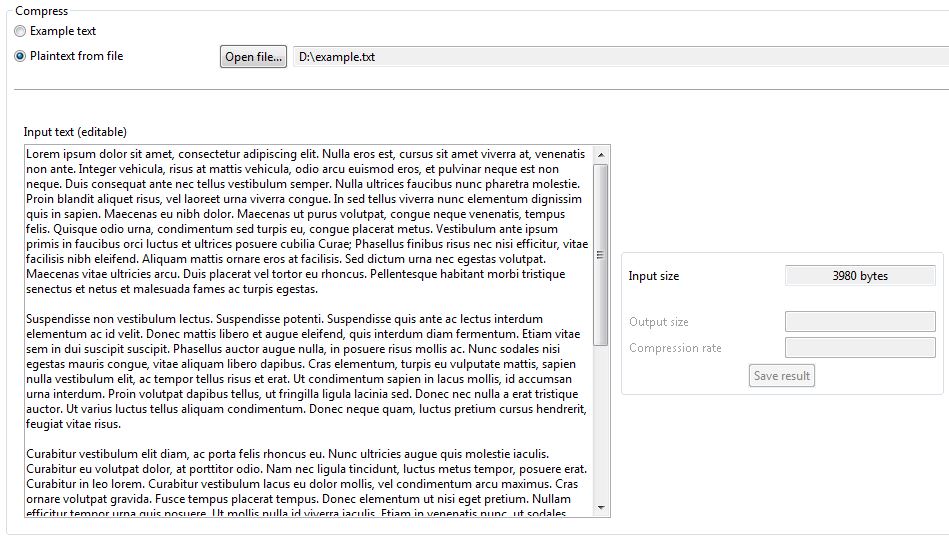 Compress
Example text
Plaintext from file Open file... D:\example.txt
Input text (editable)
Lorem ipsum dolor sit amet, consectetur adipiscing elit. Nulla eros est, cursus sit amet viverra at, venenatis
non ante. Integer vehicula, risus at mattis vehicula, odio arcu euismod eros, et pulvinar neque est non
neque. Duis consequat ante nec tellus vestibulum semper. Nulla ultrices faucibus nunc pharetra molestie.
Proin blandit aliquet risus, vel laoreet urna viverra congue. In sed tellus viverra nunc elementum dignissim
quis in sapien. Maecenas eu nibh dolor. Maecenas ut purus volutpat, congue neque venenatis, tempus
felis. Quisque odio urna, condimentum sed turpis eu, congue placerat metus. Vestibulum ante ipsum
primis in faucibus orci luctus et ultrices posuere cubilia Curae; Phasellus finibus risus nec nisi efficitur, vitae
facilisis nibh eleifend. Aliquam mattis ornare eros at facilisis. Sed dictum urna nec egestas volutpat.
Maecenas vitae ultricies arcu. Duis placerat vel tortor eu rhoncus. Pellentesque habitant morbi tristique
senectus et netus et malesuada fames ac turpis egestas.
Suspendisse non vestibulum lectus. Suspendisse potenti. Suspendisse quis ante ac lectus interdum
elementum ac id velit. Donec mattis libero et augue eleifend, quis interdum diam fermentum. Etiam vitae
sem in dui suscipit suscipit. Phasellus auctor augue nulla, in posuere risus mollis ac. Nunc sodales nisi
egestas mauris congue, vitae aliquam libero dapibus. Cras elementum, turpis eu vulputate mattis, sapien
nulla vestibulum elit, ac tempor tellus risus et erat. Ut condimentum sapien in lacus mollis, id accumsan
urna interdum. Proin volutpat dapibus tellus, ut fringilla ligula lacinia sed. Donec nec nulla a erat tristique
auctor. Ut varius luctus tellus aliquam condimentum. Donec neque quam, luctus pretium cursus hendrerit,
feugiat vitae risus.
Curabitur vestibulum elit diam, ac porta felis rhoncus eu. Nunc ultricies augue quis molestie iaculis.
Curabitur eu volutpat dolor, at porttitor odio. Nam nec ligula tincidunt, luctus metus tempor, posuere erat.
Curabitur in leo lorem. Curabitur vestibulum lacus eu dolor mollis, vel condimentum arcu maximus. Cras
ornare volutpat gravida. Fusce tempus placerat tempus. Donec elementum ut nisi eget pretium. Nullam
efficitur tempor urna quis posuere. Ut mollis nulla id viverra iaculis. Etiam in venenatis nunc, ut sodales
Input size 3980 bytes
Output size
Compression rate
Save result